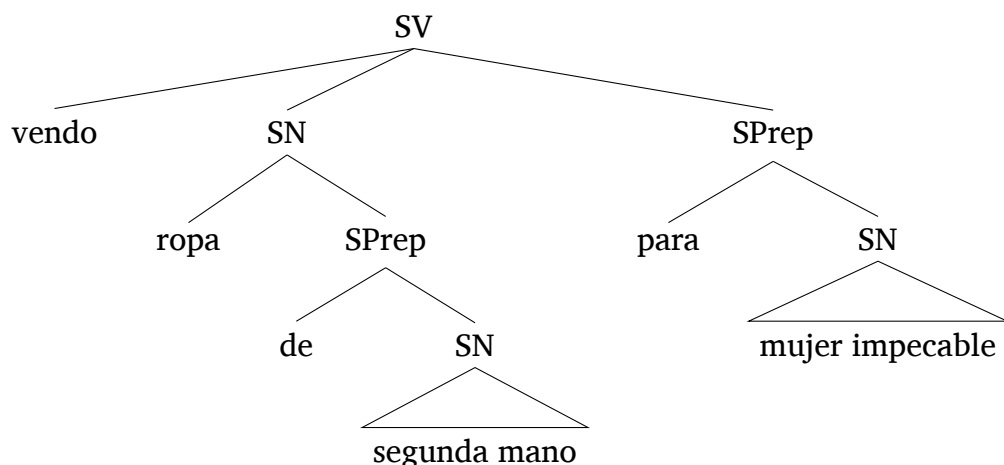 SV
vendo SN SPrep
ropa SPrep para SN
de SN mujer impecable
segunda mano